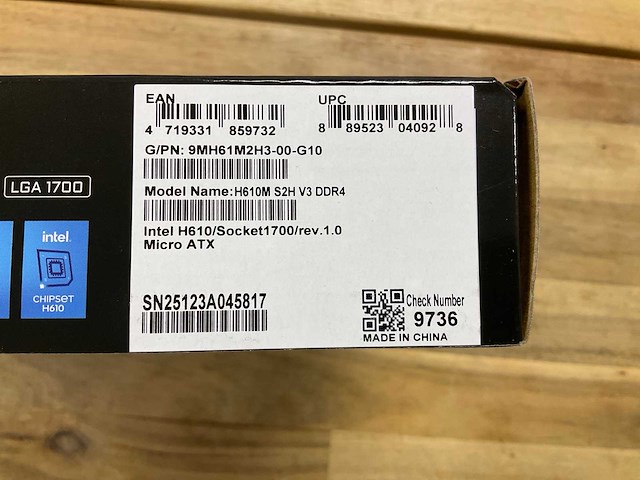 EAN
UPC
4 719331 859732
8 89523 04092 8
G/PN: 9MH61M2H3-00-G10
LGA 1700
Model Name:H610M S2H V3 DDR4
Intel H610/Socket1700/rev.1.0
Micro ATX
intel.
CHIPSET
H610
SN25123A045817
Check Number
9736
MADE IN CHINA